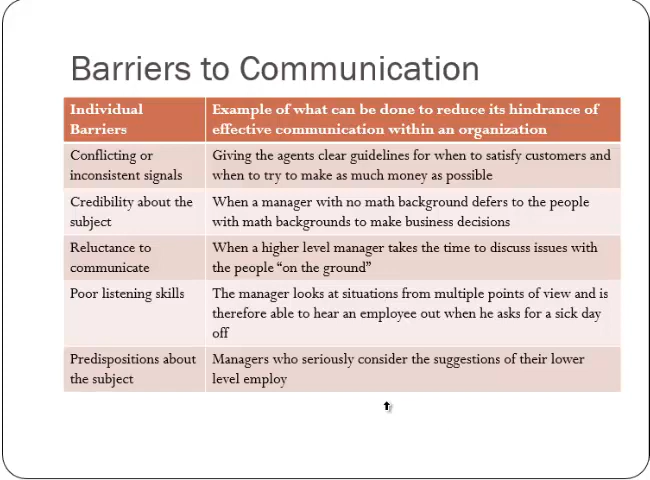 Barriers to Communication
Individual
Barriers
Example of what can be done to reduce its hindrance of
effective communication within an organization
Conflicting or
inconsistent signals
Giving the agents clear guidelines for when to satisfy customers and
when to try to make as much money as possible
Credibility about the
subject
When a manager with no math background defers to the people
with math backgrounds to make business decisions
Reluctance to
communicate
When a higher level manager takes the time to discuss issues with
the people “on the ground”
Poor listening skills
The manager looks at situations from multiple points of view and is
therefore able to hear an employee out when he asks for a sick day
off
Predispositions about
the subject
Managers who seriously consider the suggestions of their lower
level employ